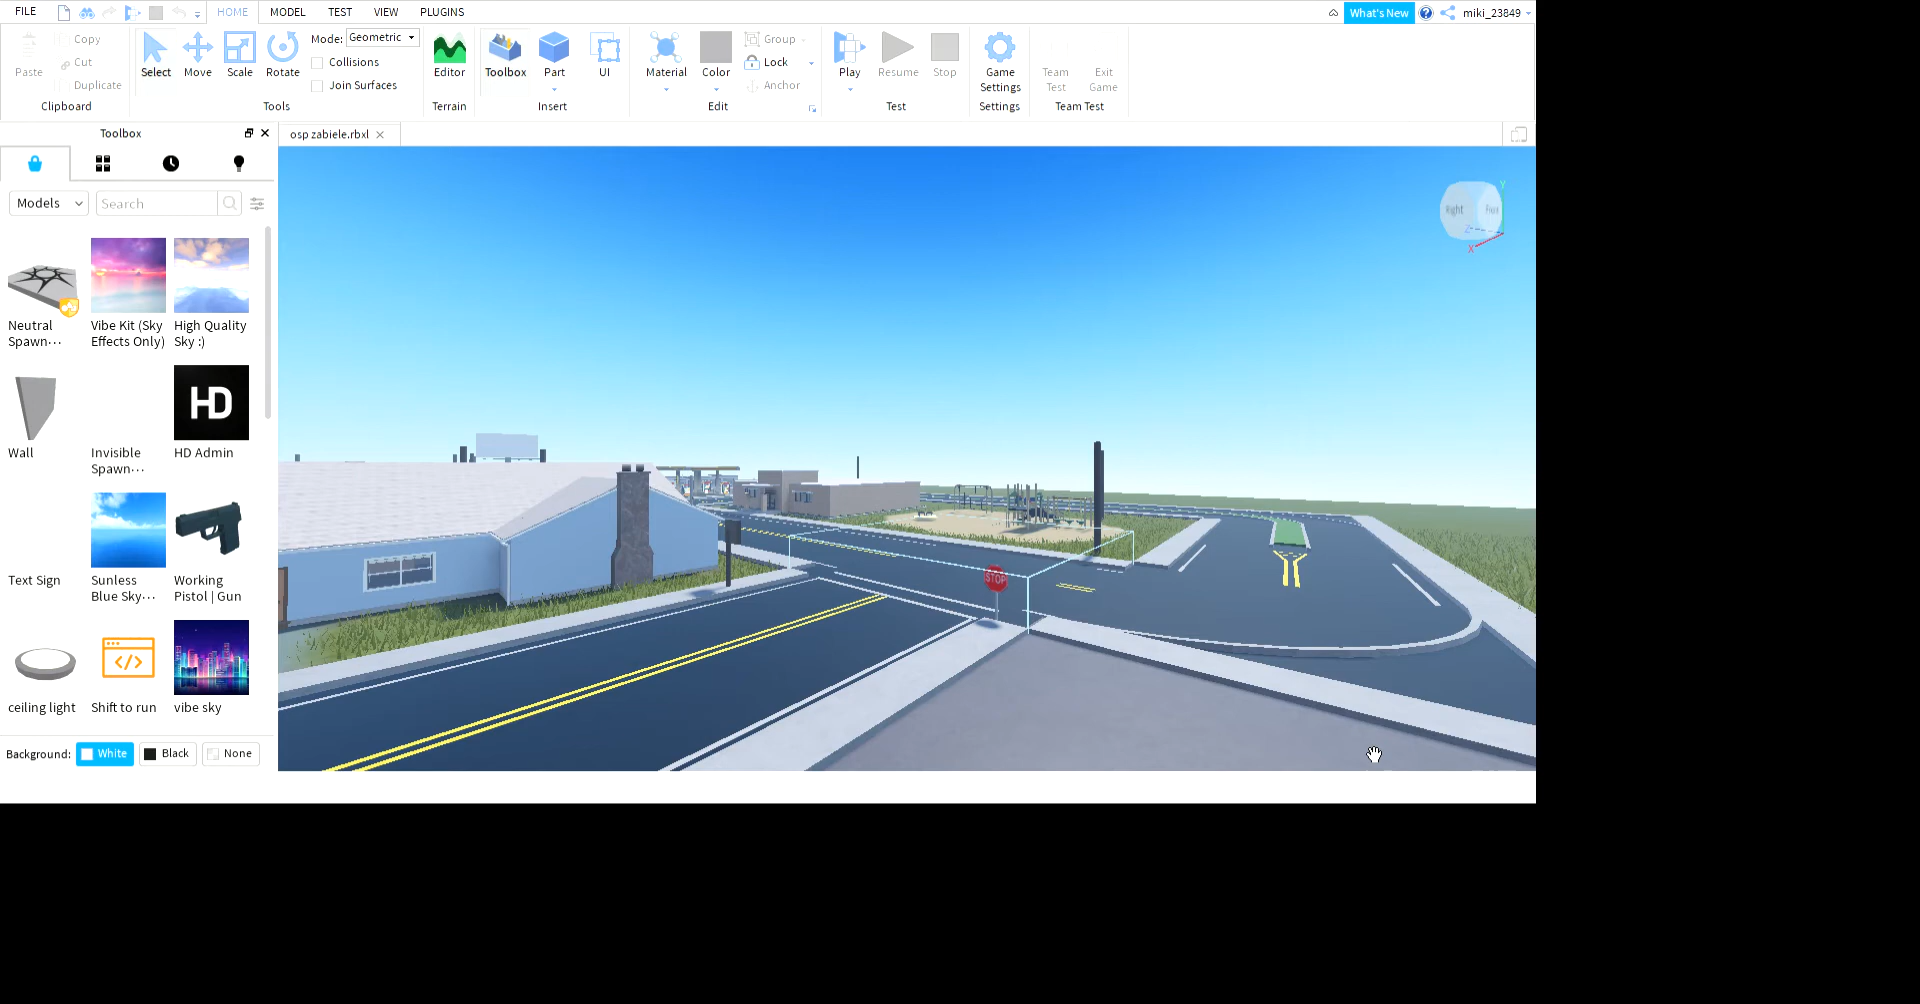 FILE HOME MODEL TEST VIEW PLUGINS What's New ? miki_23849
Paste Copy Cut Duplicate
Clipboard
Select Move Scale Rotate Mode: Geometric
Collisions
Join Surfaces
Tools
Editor
Terrain
Toolbox Part UI
Insert
Material Color Group Lock Anchor
Edit
Play Resume Stop
Test
Game
Settings
Settings
Team
Test
Exit
Game
Team Test
Toolbox
osp zabiele.rbxl
Models Search
Neutral
Spawn...
Vibe Kit (Sky
Effects Only)
High Quality
Sky :)
Wall
Invisible
Spawn...
HD
HD Admin
Text Sign
Sunless
Blue Sky...
Working
Pistol | Gun
ceiling light
</>
Shift to run
vibe sky
Background: White Black None
Right
Y
Z
X
STOP